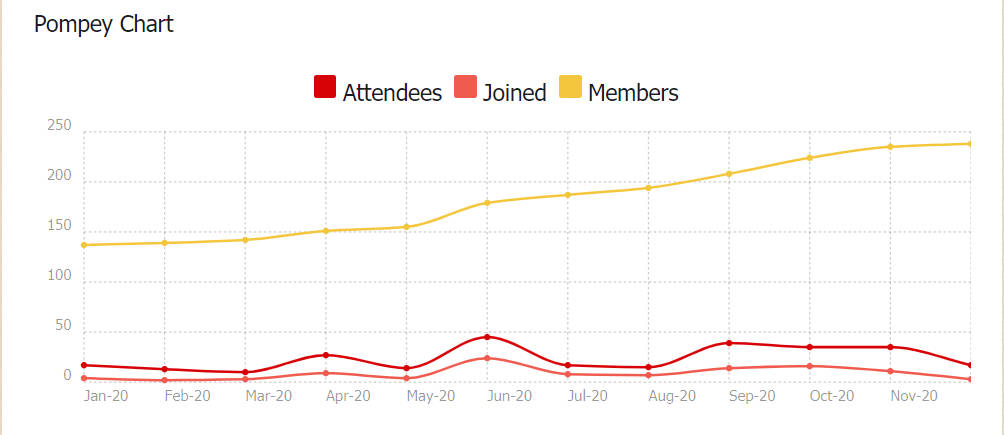 Pompey Chart
Attendees Joined Members
250
200
150
100
50
0
Jan-20 Feb-20 Mar-20 Apr-20 May-20 Jun-20 Jul-20 Aug-20 Sep-20 Oct-20 Nov-20